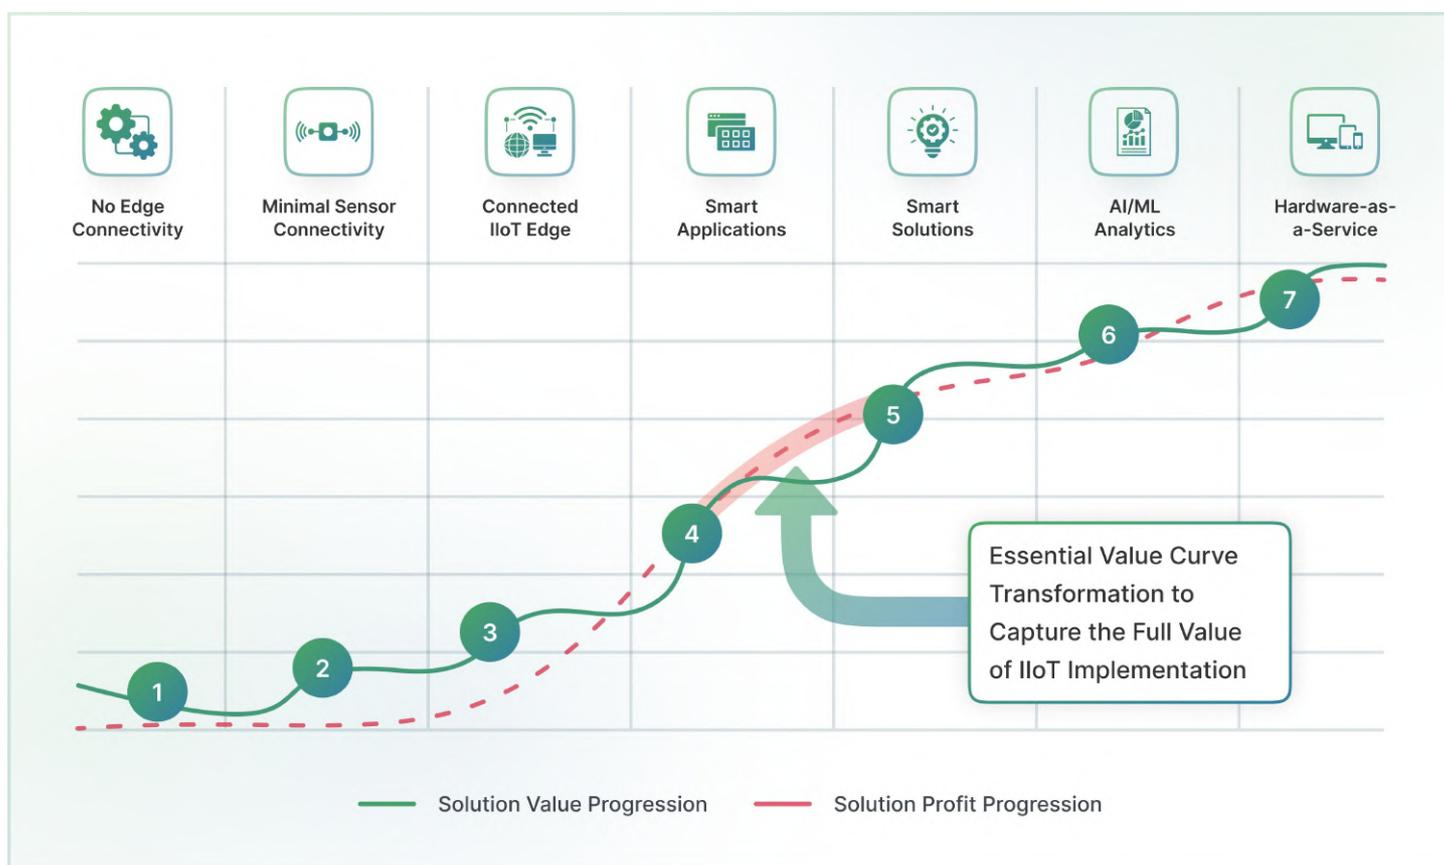 No Edge
Connectivity
Minimal Sensor
Connectivity
Connected
IIoT Edge
Smart
Applications
Smart
Solutions
AI/ML
Analytics
Hardware-as-
a-Service
1
2
3
4
5
6
7
Essential Value Curve
Transformation to
Capture the Full Value
of IIoT Implementation
Solution Value Progression
Solution Profit Progression